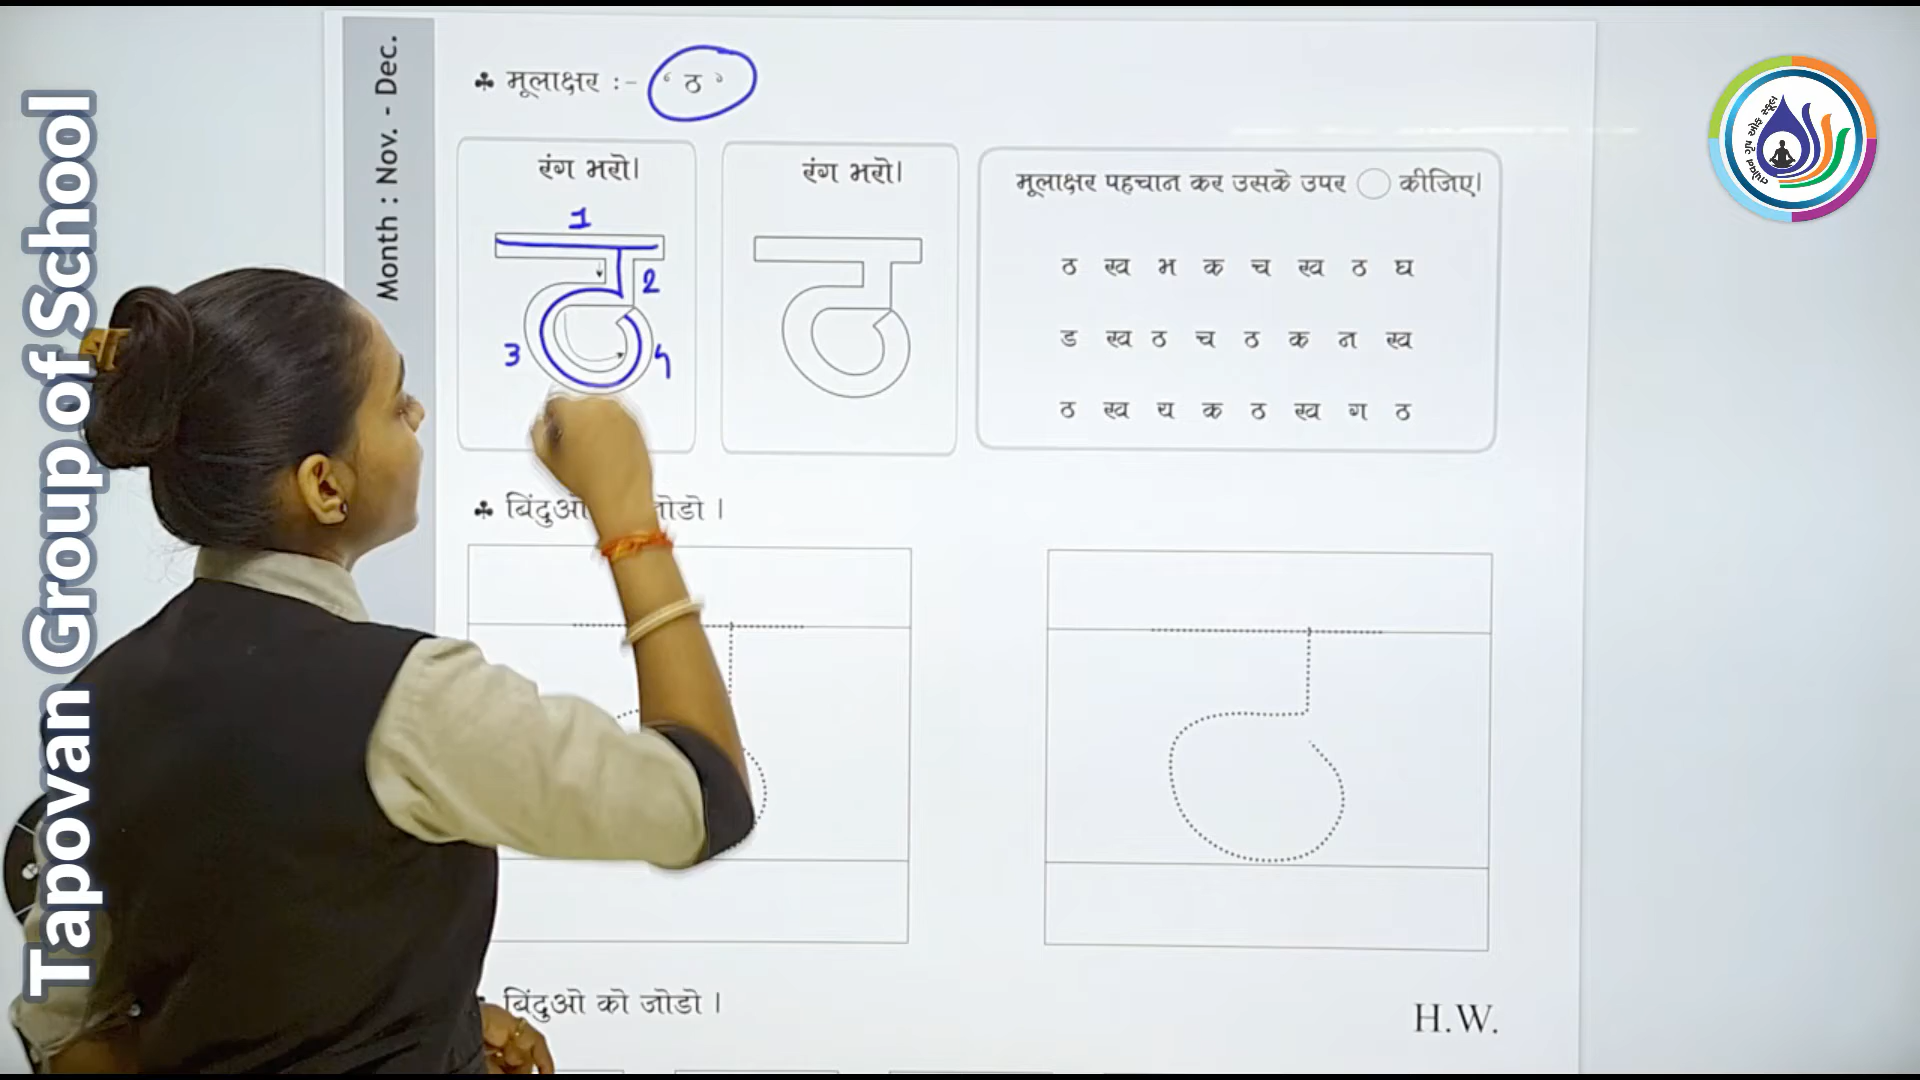 Tapovan Group of School
Month : Nov. - Dec.
♣ मूलाक्षर :- ‘ ठ ’
रंग भरो।
1
2
3
4
रंग भरो।
ठ
मूलाक्षर पहचान कर उसके उपर ◯ कीजिए।
ठ ख भ क च ख ठ घ
ड ख ठ च ठ क न ख
ठ ख य क ठ ख ग ठ
♣ बिंदुओ जोडो ।
बिंदुओ को जोडो ।
H.W.